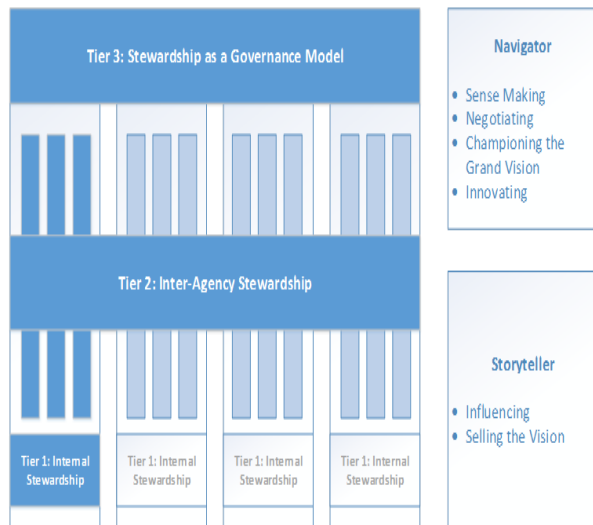 Tier 3: Stewardship as a Governance Model
Tier 2: Inter-Agency Stewardship
Tier 1: Internal
Stewardship
Tier 1: Internal
Stewardship
Tier 1: Internal
Stewardship
Tier 1: Internal
Stewardship
Navigator
• Sense Making
• Negotiating
• Championing the
Grand Vision
• Innovating
Storyteller
• Influencing
• Selling the Vision